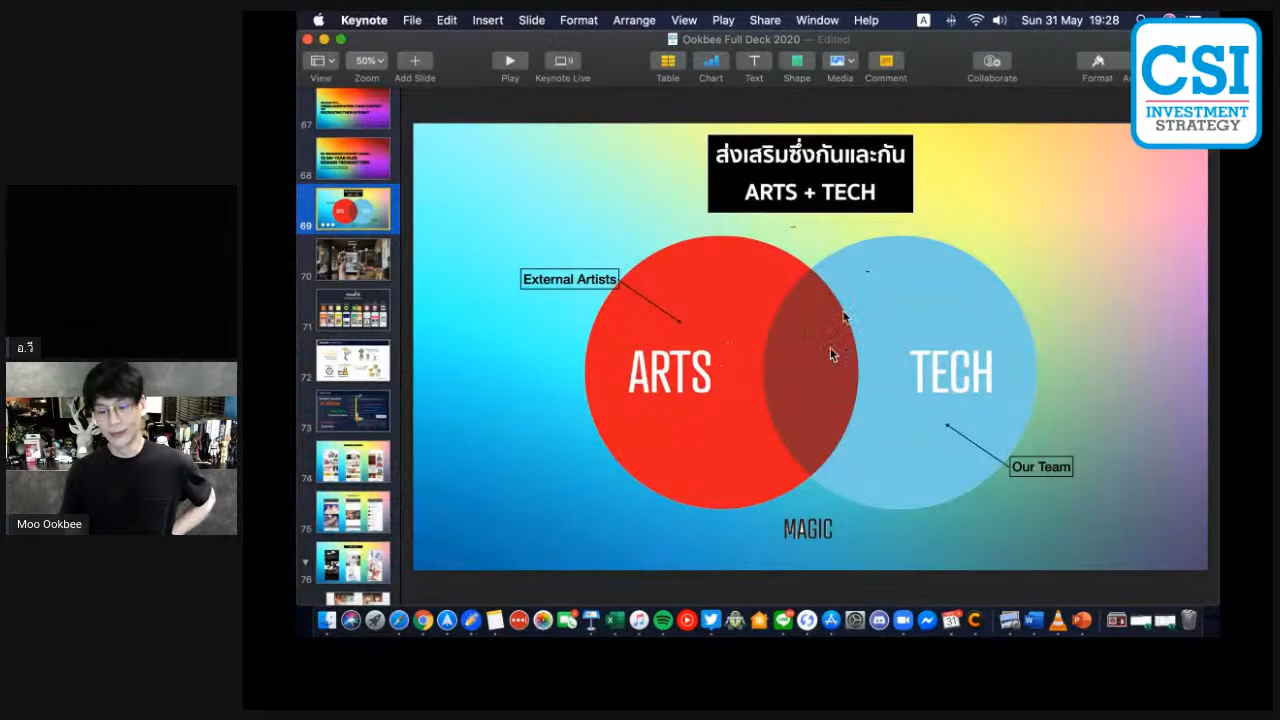 Keynote File Edit Insert Slide Format Arrange View Play Share Window Help A Sun 31 May 19:28
Ookbee Full Deck 2020 — Edited
50%
View Zoom Add Slide Play Keynote Live Table Chart Text Shape Media Comment Collaborate Format
CSI
INVESTMENT
STRATEGY
67
68
69
70
71
72
73
74
75
76
ส่งเสริมซึ่งกันและกัน
ARTS + TECH
External Artists
ARTS
TECH
Our Team
MAGIC
อ.วี
Moo Ookbee